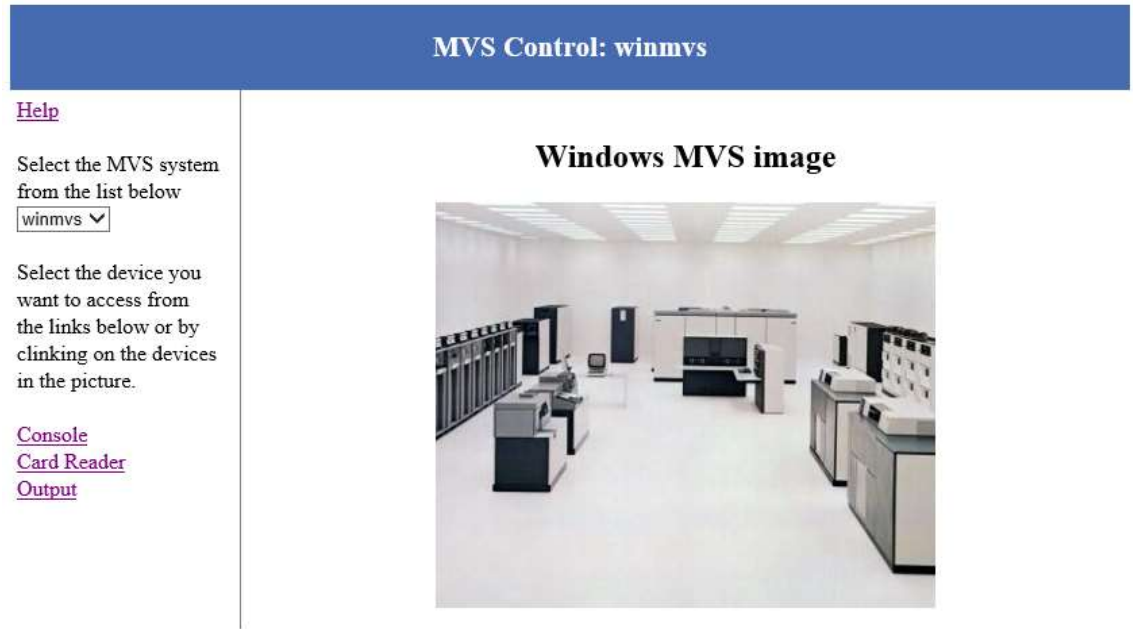 MVS Control: winmvs
Help
Select the MVS system
from the list below
winmvs
Select the device you
want to access from
the links below or by
clinking on the devices
in the picture.
Console
Card Reader
Output
Windows MVS image